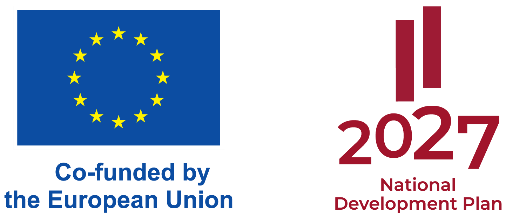 Co-funded by
the European Union
2027
National
Development Plan